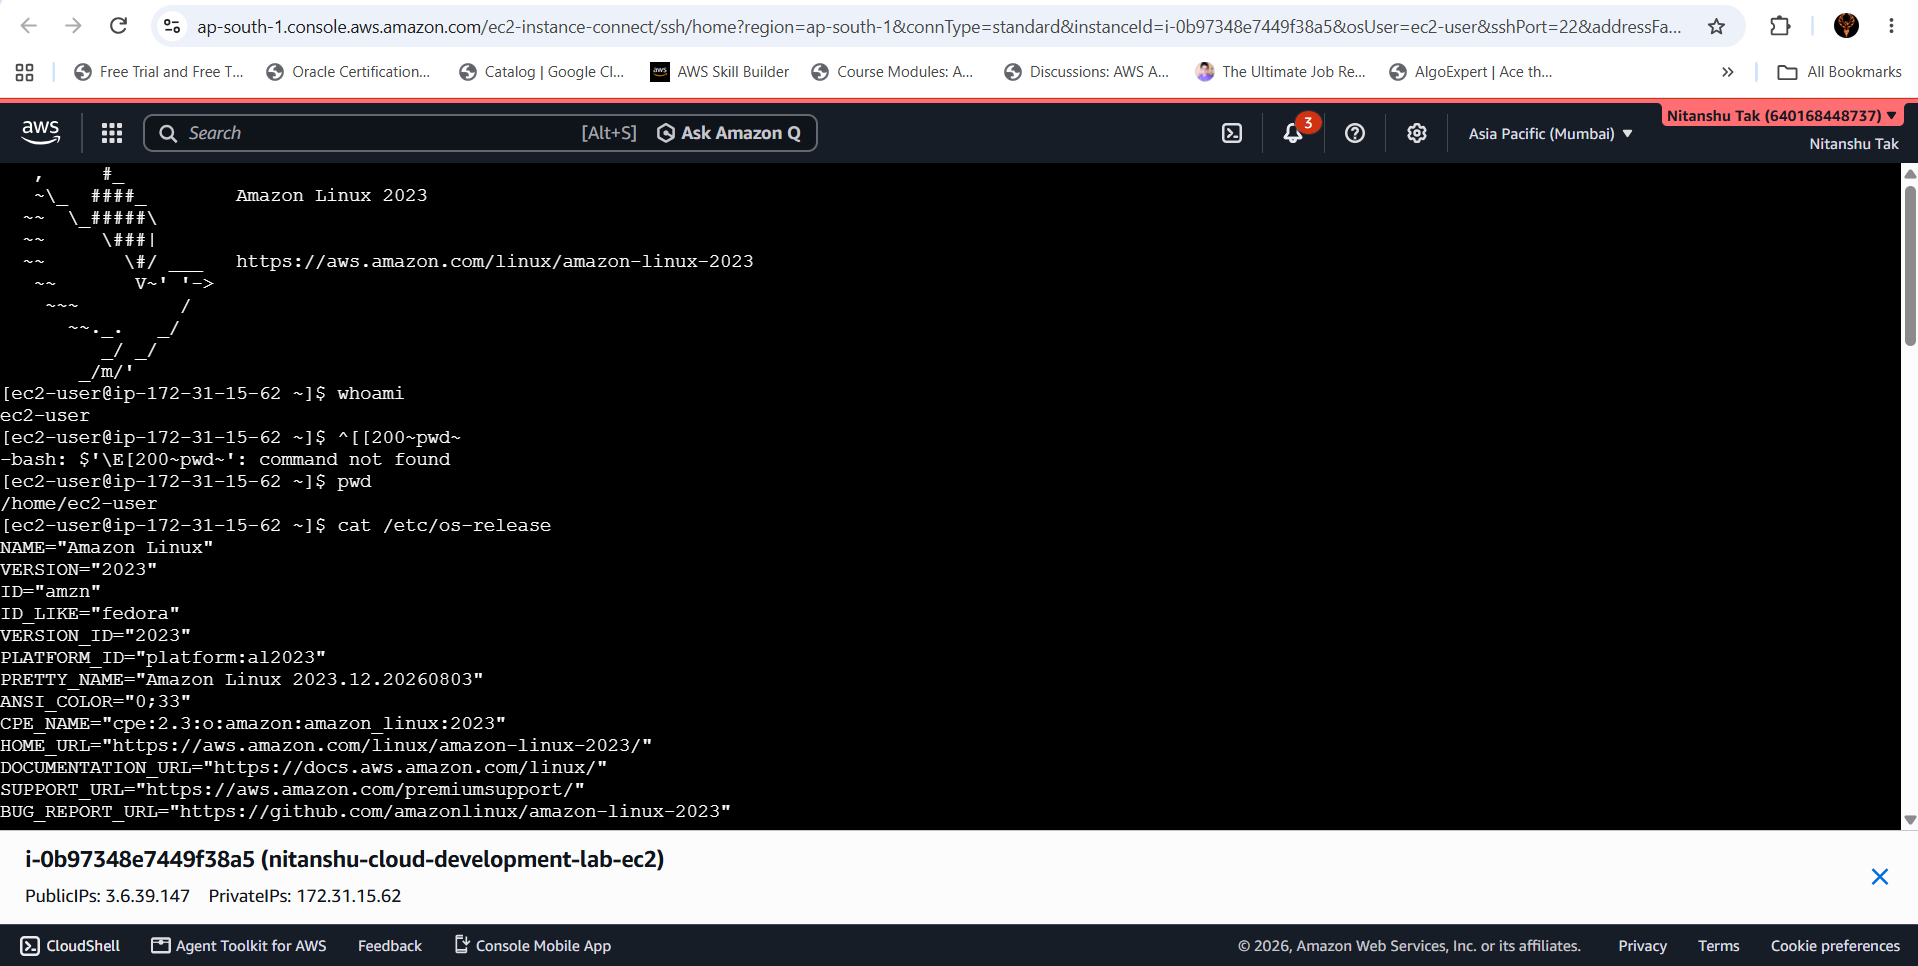 ap-south-1.console.aws.amazon.com/ec2-instance-connect/ssh/home?region=ap-south-1&connType=standard&instanceId=i-0b97348e7449f38a5&osUser=ec2-user&sshPort=22&addressFa...
Free Trial and Free T... Oracle Certification... Catalog | Google Cl... aws AWS Skill Builder Course Modules: A... Discussions: AWS A... The Ultimate Job Re... AlgoExpert | Ace th... » All Bookmarks
aws Search [Alt+S] Ask Amazon Q 3 Asia Pacific (Mumbai) ▼ Nitanshu Tak (640168448737) ▼
Nitanshu Tak
   ,     #_
   ~\_  ####_        Amazon Linux 2023
  ~~  \_#####\
  ~~     \###|
  ~~       \#/ ___   https://aws.amazon.com/linux/amazon-linux-2023
   ~~       V~' '->
    ~~~         /
      ~~._.   _/
         _/ _/
       _/m/'
[ec2-user@ip-172-31-15-62 ~]$ whoami
ec2-user
[ec2-user@ip-172-31-15-62 ~]$ ^[[200~pwd~
-bash: $'\E[200~pwd~': command not found
[ec2-user@ip-172-31-15-62 ~]$ pwd
/home/ec2-user
[ec2-user@ip-172-31-15-62 ~]$ cat /etc/os-release
NAME="Amazon Linux"
VERSION="2023"
ID="amzn"
ID_LIKE="fedora"
VERSION_ID="2023"
PLATFORM_ID="platform:al2023"
PRETTY_NAME="Amazon Linux 2023.12.20260803"
ANSI_COLOR="0;33"
CPE_NAME="cpe:2.3:o:amazon:amazon_linux:2023"
HOME_URL="https://aws.amazon.com/linux/amazon-linux-2023/"
DOCUMENTATION_URL="https://docs.aws.amazon.com/linux/"
SUPPORT_URL="https://aws.amazon.com/premiumsupport/"
BUG_REPORT_URL="https://github.com/amazonlinux/amazon-linux-2023"
i-0b97348e7449f38a5 (nitanshu-cloud-development-lab-ec2)
PublicIPs: 3.6.39.147 PrivateIPs: 172.31.15.62
CloudShell Agent Toolkit for AWS Feedback Console Mobile App © 2026, Amazon Web Services, Inc. or its affiliates. Privacy Terms Cookie preferences